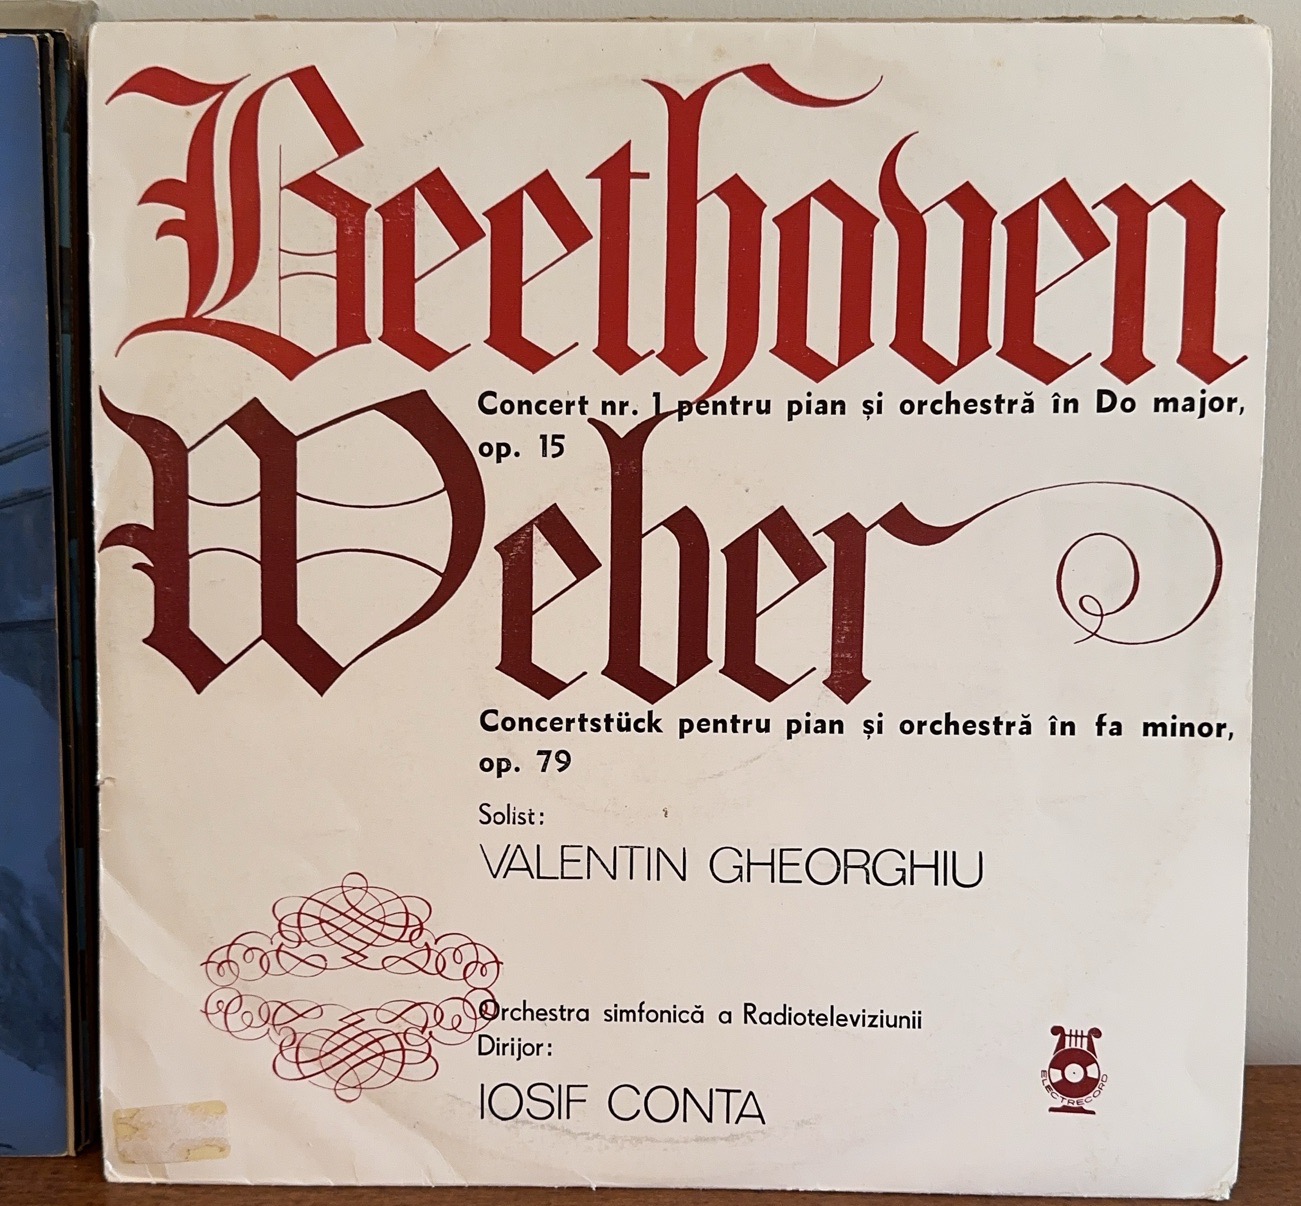 Beethoven
Concert nr. 1 pentru pian și orchestră în Do major,
op. 15
Weber
Concertstück pentru pian și orchestră în fa minor,
op. 79
Solist:
VALENTIN GHEORGHIU
Orchestra simfonică a Radioteleviziunii
Dirijor:
IOSIF CONTA
ELECTRECORD